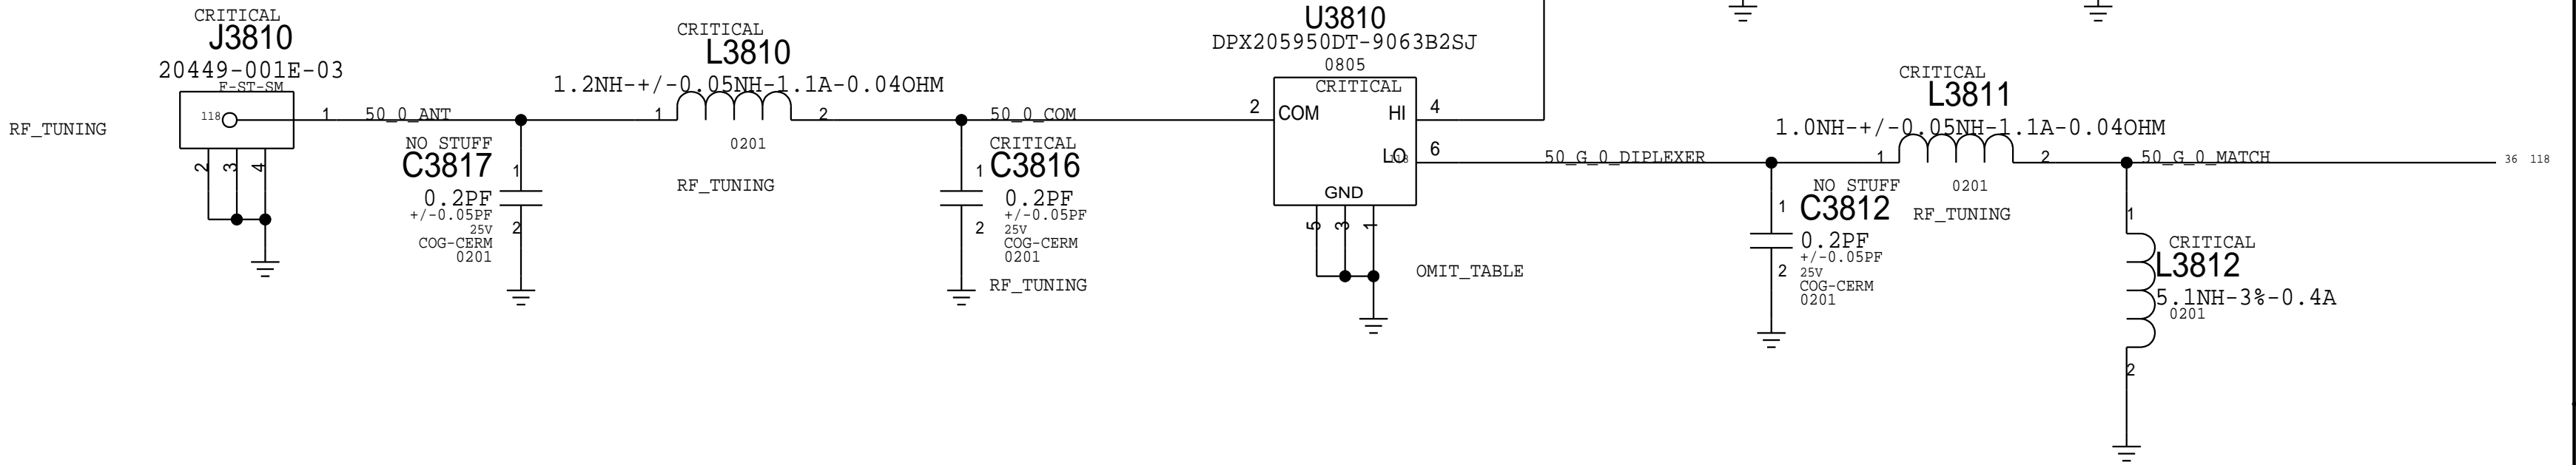 CRITICAL
J3810
20449-001E-03
F-ST-SM
118
1
2
3
4
RF_TUNING
50_0_ANT
NO STUFF
C3817
1
0.2PF
+/-0.05PF
25V
2
COG-CERM
0201
CRITICAL
L3810
1.2NH-+/-0.05NH-1.1A-0.04OHM
1
2
0201
RF_TUNING
50_0_COM
CRITICAL
1
C3816
0.2PF
+/-0.05PF
2
25V
COG-CERM
0201
RF_TUNING
U3810
DPX205950DT-9063B2SJ
0805
CRITICAL
2
COM
HI
4
LO
118
6
GND
5
3
1
OMIT_TABLE
50_G_0_DIPLEXER
NO STUFF
1
C3812
0.2PF
+/-0.05PF
2
25V
COG-CERM
0201
CRITICAL
L3811
1.0NH-+/-0.05NH-1.1A-0.04OHM
1
2
0201
RF_TUNING
50_G_0_MATCH
36 118
1
CRITICAL
L3812
5.1NH-3%-0.4A
0201
2